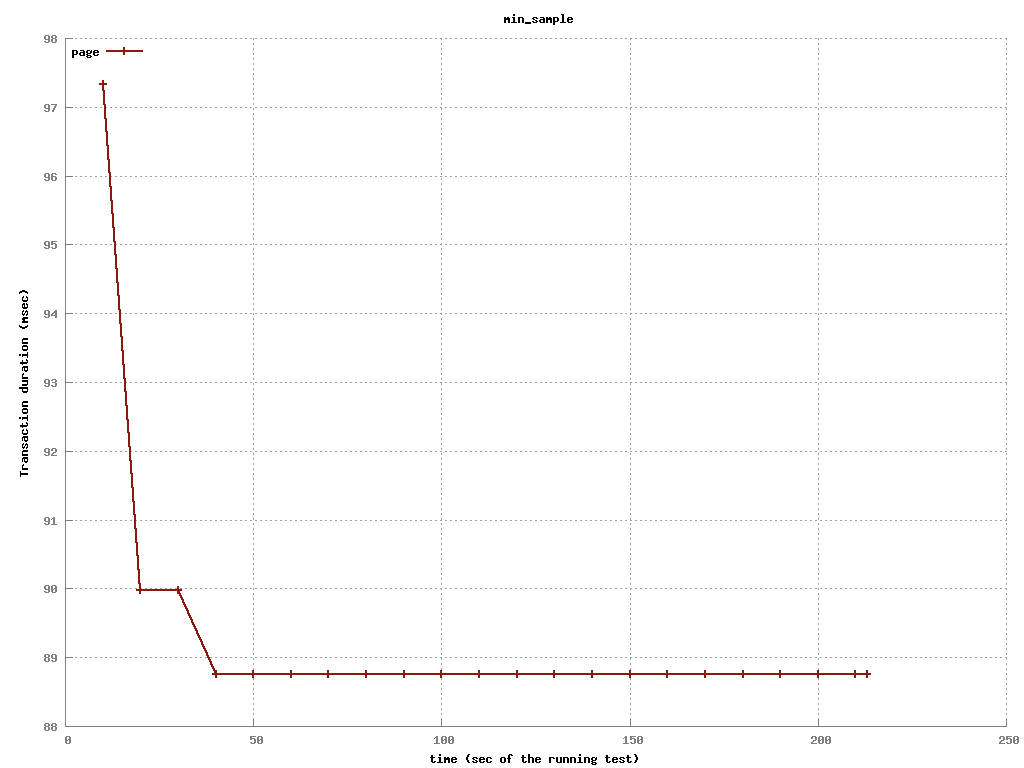 min_sample
page
98
97
96
95
94
93
92
91
90
89
88
Transaction duration (msec)
0 50 100 150 200 250
time (sec of the running test)